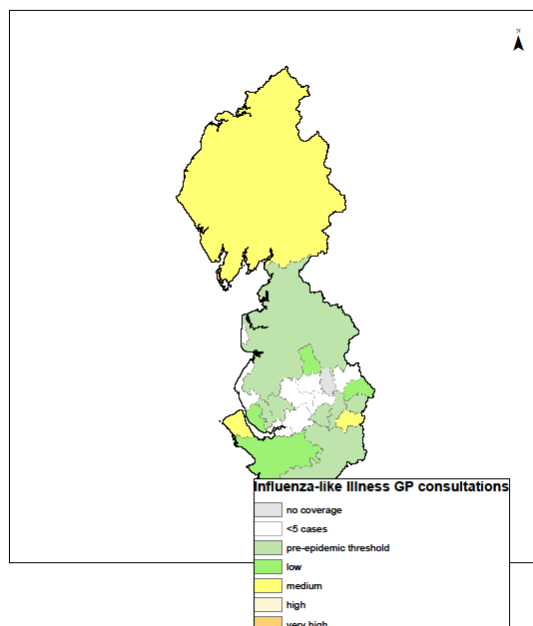 N
Influenza-like Illness GP consultations
no coverage
<5 cases
pre-epidemic threshold
low
medium
high
very high